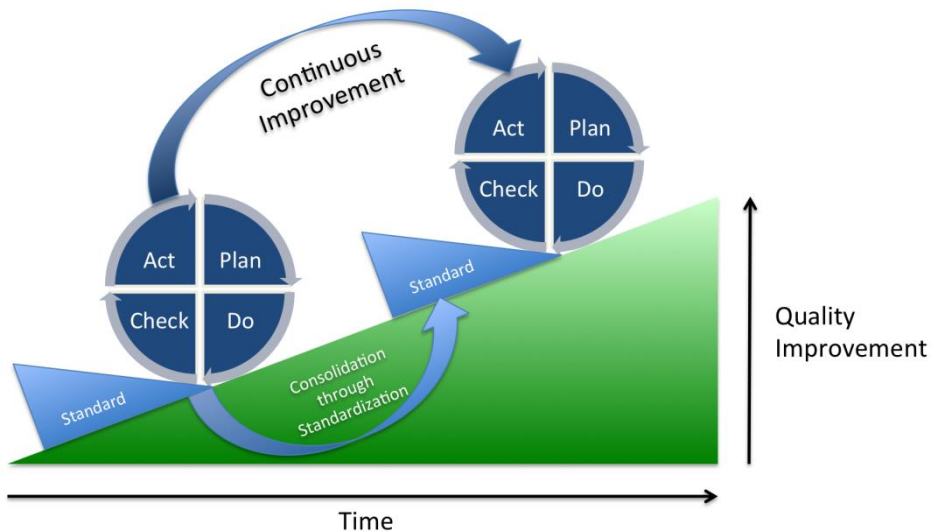 Continuous
Improvement
Act
Plan
Check
Do
Act
Plan
Check
Do
Standard
Standard
Consolidation
through
Standardization
Quality
Improvement
Time